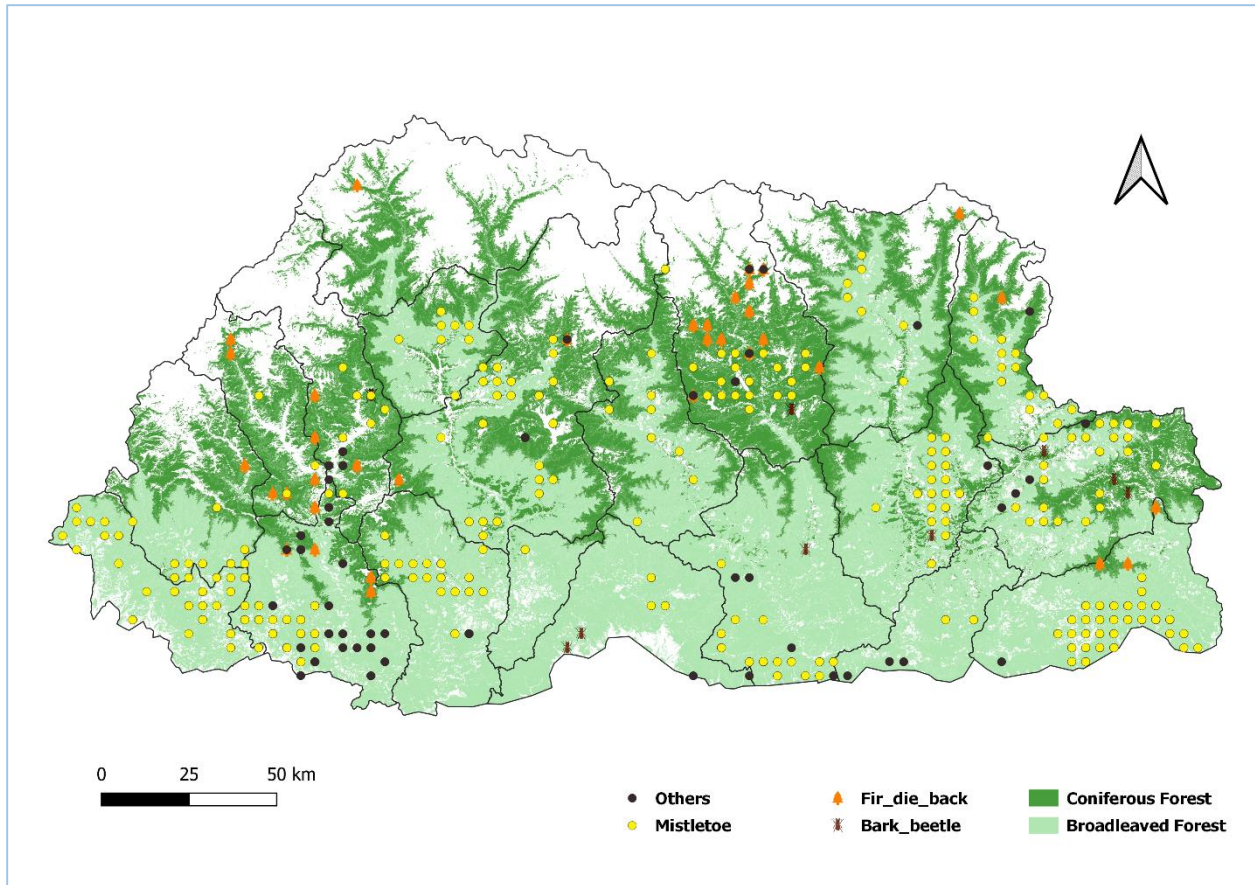 0 25 50 km
Others Fir_die_back Coniferous Forest
Mistletoe Bark_beetle Broadleaved Forest